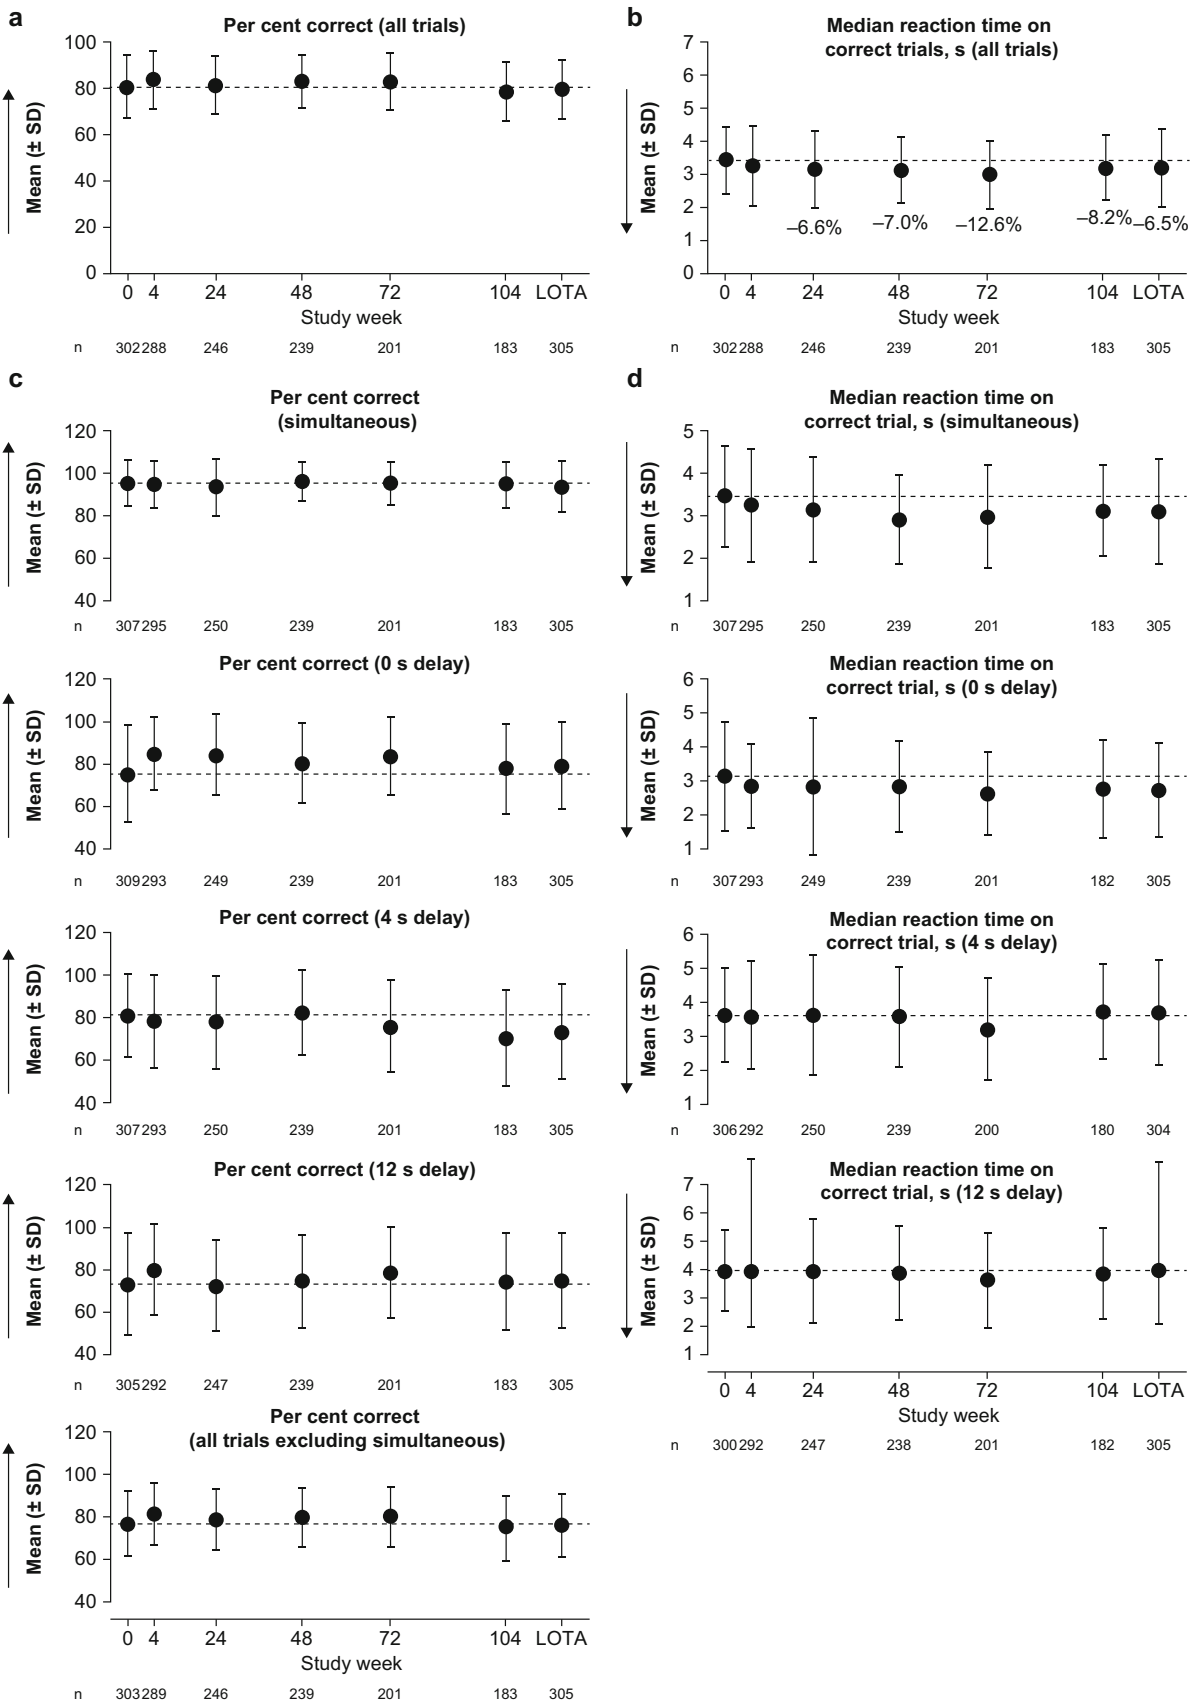 a
Per cent correct (all trials)
Mean (± SD)
100
80
60
40
20
0
0 4 24 48 72 104 LOTA
Study week
n 302 288 246 239 201 183 305
b
Median reaction time on
correct trials, s (all trials)
Mean (± SD)
7
6
5
4
3
2
1
0
–6.6% –7.0% –12.6% –8.2% –6.5%
0 4 24 48 72 104 LOTA
Study week
n 302 288 246 239 201 183 305
c
Per cent correct
(simultaneous)
Mean (± SD)
120
100
80
60
40
n 307 295 250 239 201 183 305
Per cent correct (0 s delay)
Mean (± SD)
120
100
80
60
40
n 309 293 249 239 201 183 305
Per cent correct (4 s delay)
Mean (± SD)
120
100
80
60
40
n 307 293 250 239 201 183 305
Per cent correct (12 s delay)
Mean (± SD)
120
100
80
60
40
n 305 292 247 239 201 183 305
Per cent correct
(all trials excluding simultaneous)
Mean (± SD)
120
100
80
60
40
0 4 24 48 72 104 LOTA
Study week
n 303 289 246 239 201 183 305
d
Median reaction time on
correct trial, s (simultaneous)
Mean (± SD)
5
4
3
2
1
n 307 295 250 239 201 183 305
Median reaction time on
correct trial, s (0 s delay)
Mean (± SD)
6
5
4
3
2
1
n 307 293 249 239 201 182 305
Median reaction time on
correct trial, s (4 s delay)
Mean (± SD)
6
5
4
3
2
1
n 306 292 250 239 200 180 304
Median reaction time on
correct trial, s (12 s delay)
Mean (± SD)
7
6
5
4
3
2
1
0 4 24 48 72 104 LOTA
Study week
n 300 292 247 238 201 182 305